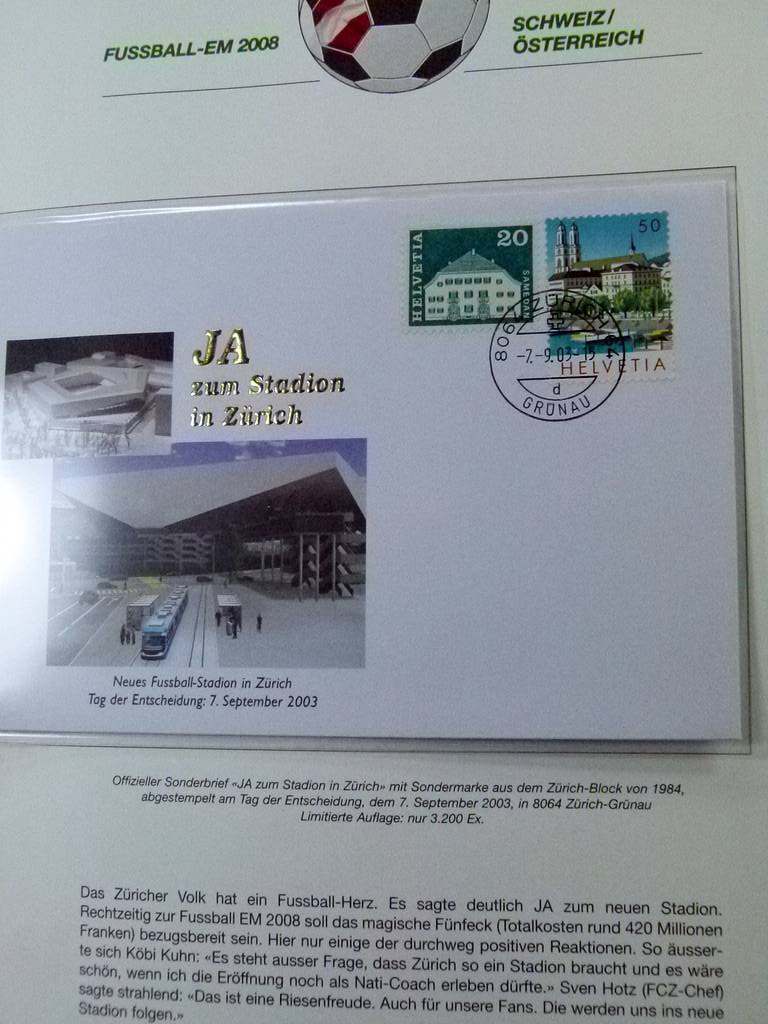 FUSSBALL-EM 2008
SCHWEIZ/
ÖSTERREICH
HELVETIA
20
SAMEDAN
50
HELVETIA
8064 ZÜRICH
-7.-9.03-15
d
GRÜNAU
JA
zum Stadion
in Zürich
Neues Fussball-Stadion in Zürich
Tag der Entscheidung: 7. September 2003
Offizieller Sonderbrief «JA zum Stadion in Zürich» mit Sondermarke aus dem Zürich-Block von 1984,
abgestempelt am Tag der Entscheidung, dem 7. September 2003, in 8064 Zürich-Grünau
Limitierte Auflage: nur 3.200 Ex.
Das Züricher Volk hat ein Fussball-Herz. Es sagte deutlich JA zum neuen Stadion.
Rechtzeitig zur Fussball EM 2008 soll das magische Fünfeck (Totalkosten rund 420 Millionen
Franken) bezugsbereit sein. Hier nur einige der durchweg positiven Reaktionen. So äusser-
te sich Köbi Kuhn: «Es steht ausser Frage, dass Zürich so ein Stadion braucht und es wäre
schön, wenn ich die Eröffnung noch als Nati-Coach erleben dürfte.» Sven Hotz (FCZ-Chef)
sagte strahlend: «Das ist eine Riesenfreude. Auch für unsere Fans. Die werden uns ins neue
Stadion folgen.»